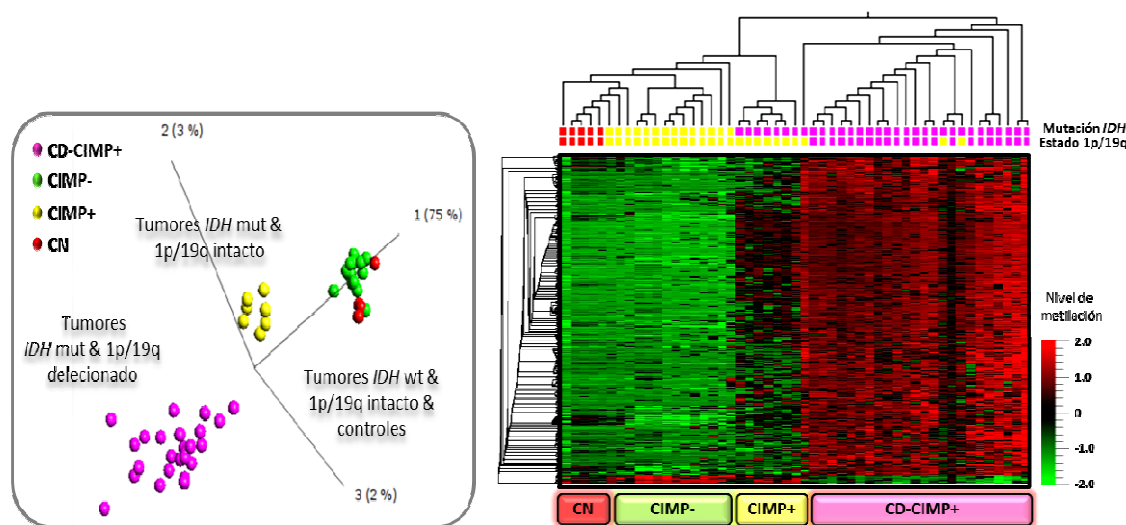 2 (3 %)
CD-CIMP+
CIMP-
CIMP+
CN
Tumores IDH mut &
1p/19q intacto
1 (75 %)
Tumores
IDH mut & 1p/19q
delecionado
Tumores IDH wt &
1p/19q intacto &
controles
3 (2 %)
Mutación IDH
Estado 1p/19q
Nivel de
metilación
2.0
1.0
0
-1.0
-2.0
CN
CIMP-
CIMP+
CD-CIMP+